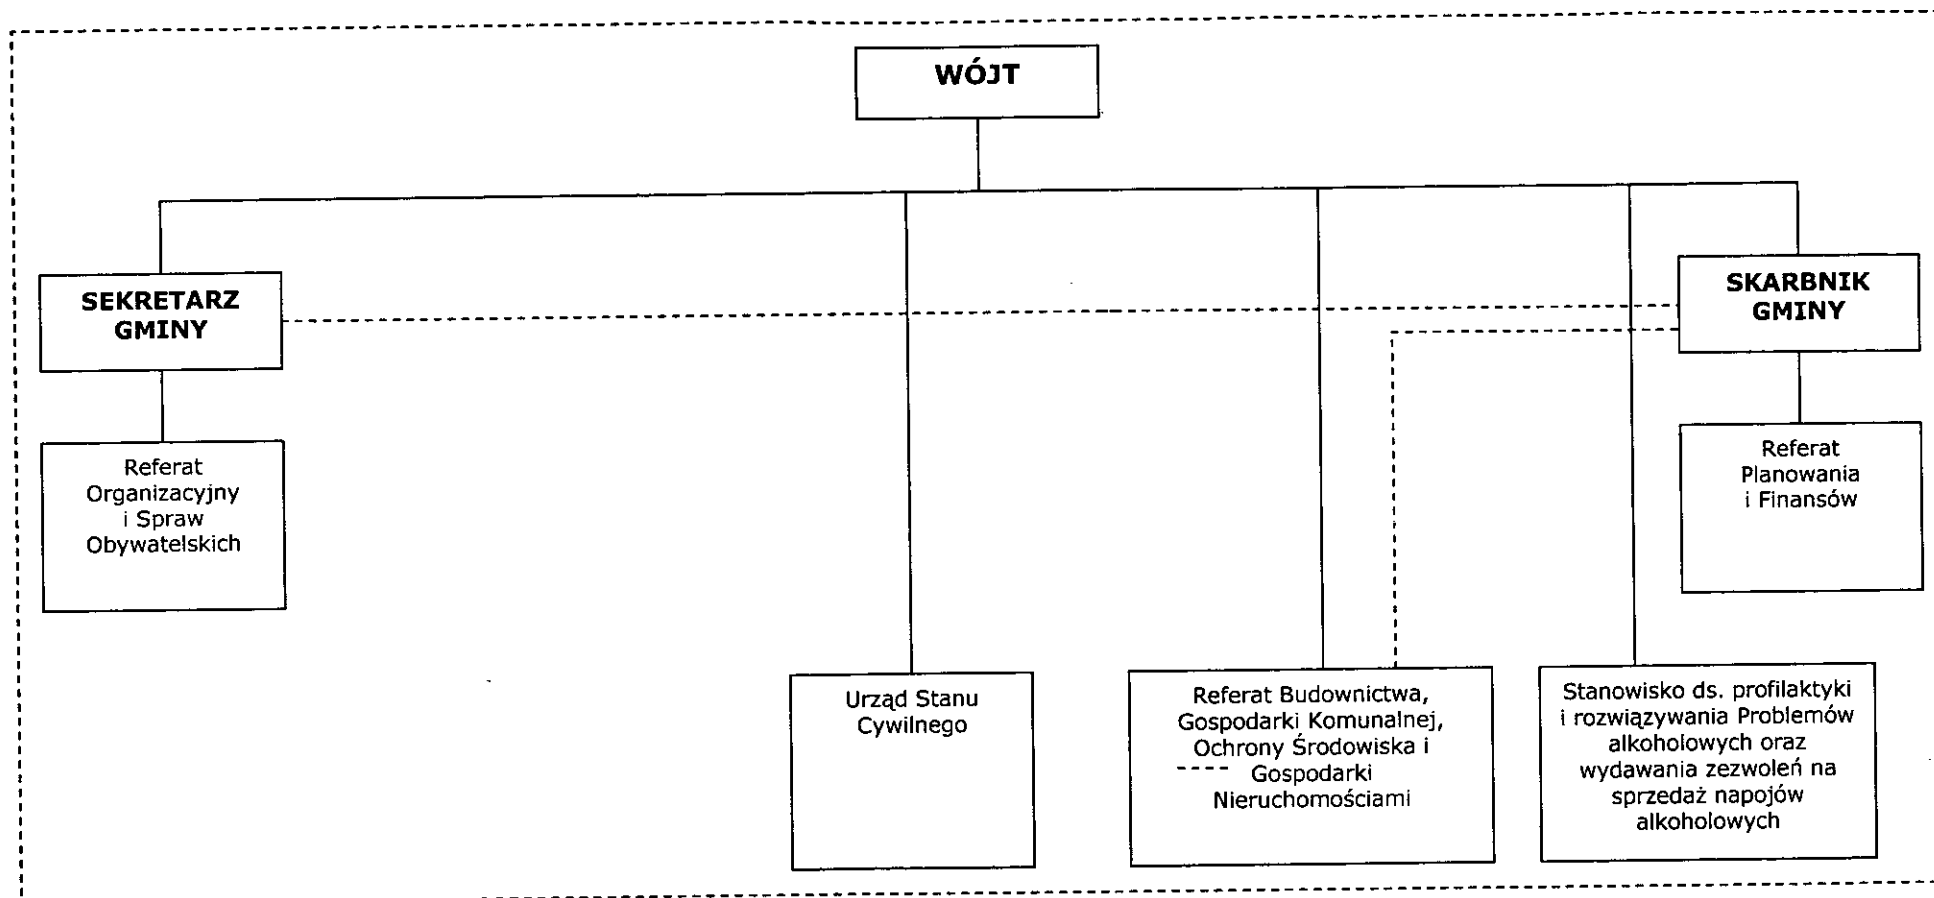 WÓJT
SEKRETARZ
GMINY
SKARBNIK
GMINY
Referat
Organizacyjny
i Spraw
Obywatelskich
Referat
Planowania
i Finansów
Urząd Stanu
Cywilnego
Referat Budownictwa,
Gospodarki Komunalnej,
Ochrony Środowiska i
Gospodarki
Nieruchomościami
Stanowisko ds. profilaktyki
i rozwiązywania Problemów
alkoholowych oraz
wydawania zezwoleń na
sprzedaż napojów
alkoholowych